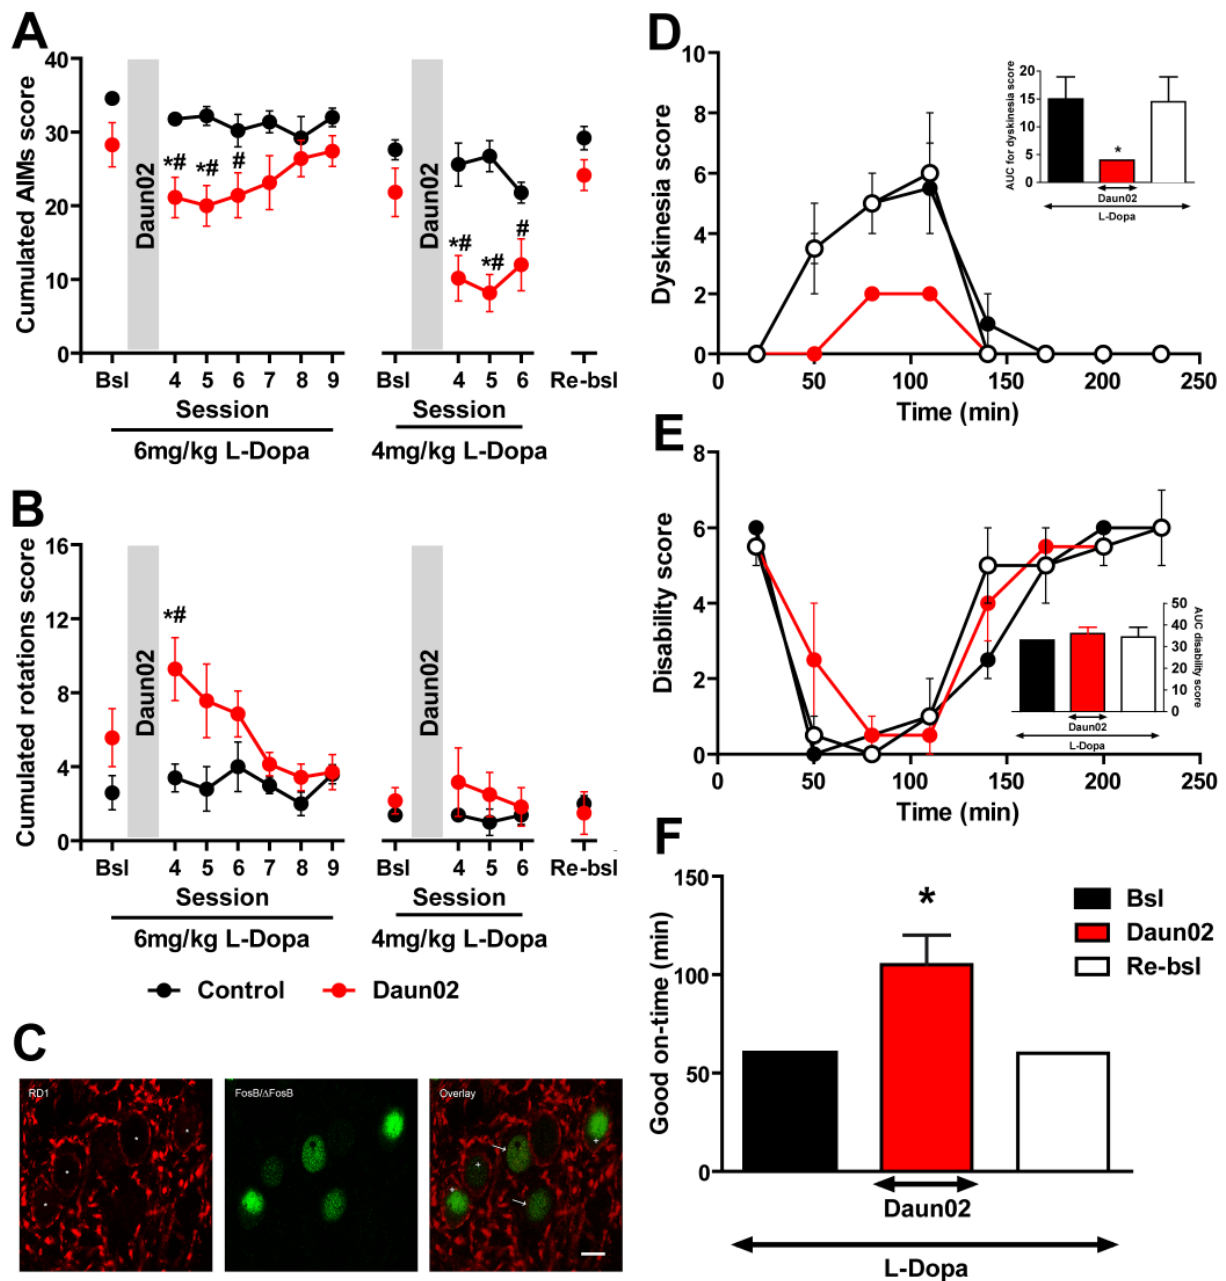 A
Cumulated AIMs score
40
30
20
10
0
Daun02
*#
*#
#
Daun02
*#
*#
#
Bsl
4 5 6 7 8 9
Bsl
4 5 6
Re-bsl
Session
Session
6mg/kg L-Dopa
4mg/kg L-Dopa
B
Cumulated rotations score
16
12
8
4
0
Daun02
*#
Daun02
Bsl
4 5 6 7 8 9
Bsl
4 5 6
Re-bsl
Session
Session
6mg/kg L-Dopa
4mg/kg L-Dopa
Control
Daun02
C
RD1
FosB/ΔFosB
Overlay
D
Dyskinesia score
10
8
6
4
2
0
0 50 100 150 200 250
Time (min)
AUC for dyskinesia score
20
15
10
5
0
*
Daun02
L-Dopa
E
Disability score
8
6
4
2
0
0 50 100 150 200 250
Time (min)
AUC disability score
50
40
30
20
10
0
Daun02
L-Dopa
F
Good on-time (min)
150
100
50
0
*
Bsl
Daun02
Re-bsl
Daun02
L-Dopa